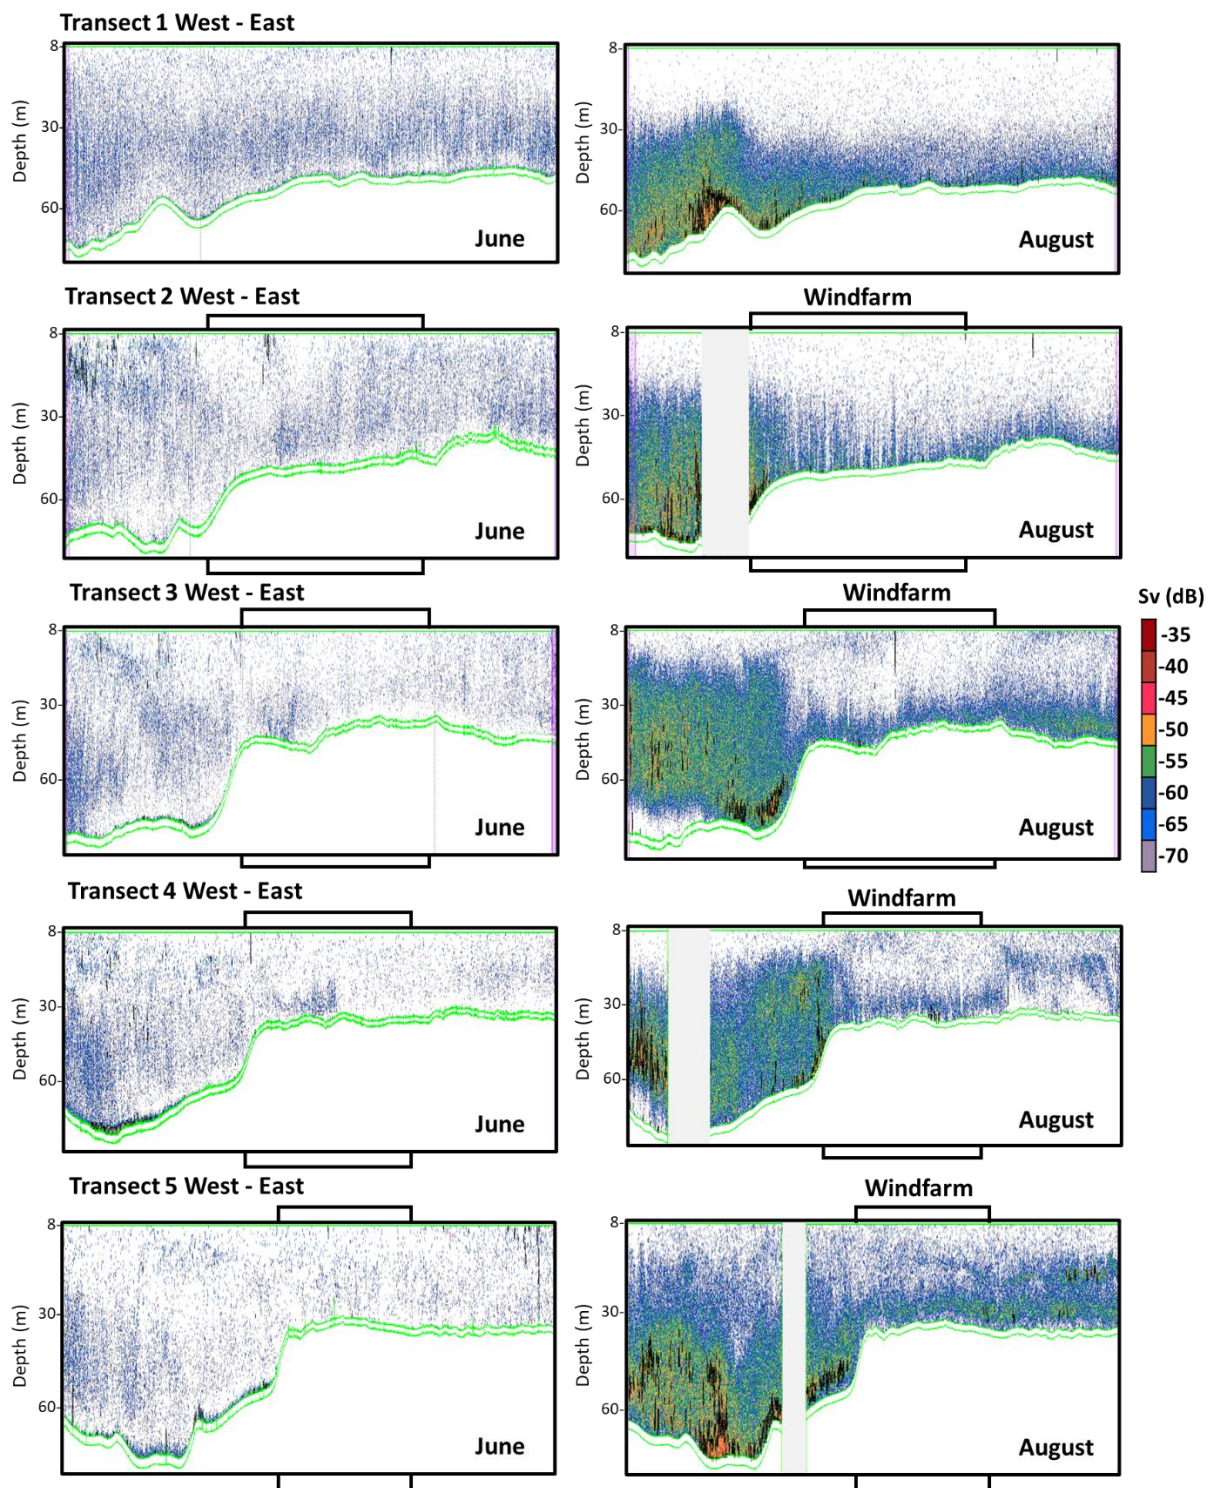 Transect 1 West - East
Depth (m)
8
30
60
June
8
30
60
Depth (m)
August
Transect 2 West - East
Windfarm
Depth (m)
8
30
60
June
Depth (m)
8
30
60
August
Transect 3 West - East
Windfarm
Depth (m)
8
30
60
June
Depth (m)
8
30
60
August
Sv (dB)
-35
-40
-45
-50
-55
-60
-65
-70
Transect 4 West - East
Windfarm
Depth (m)
8
30
60
June
Depth (m)
8
30
60
August
Transect 5 West - East
Windfarm
Depth (m)
8
30
60
June
Depth (m)
8
30
60
August